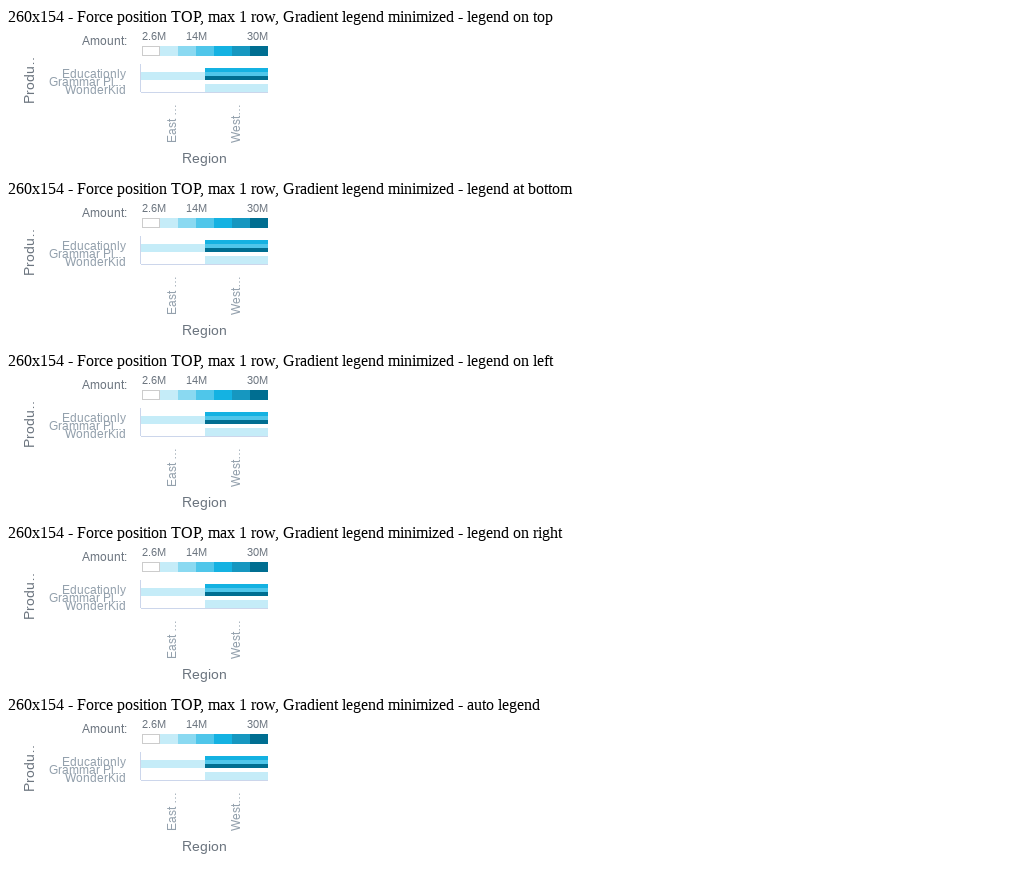 260x154 - Force position TOP, max 1 row, Gradient legend minimized - legend on top
Amount:
2.6M 14M 30M
Produ…
Educationly
Grammar Pl…
WonderKid
East …
West…
Region
260x154 - Force position TOP, max 1 row, Gradient legend minimized - legend at bottom
Amount:
2.6M 14M 30M
Produ…
Educationly
Grammar Pl…
WonderKid
East …
West…
Region
260x154 - Force position TOP, max 1 row, Gradient legend minimized - legend on left
Amount:
2.6M 14M 30M
Produ…
Educationly
Grammar Pl…
WonderKid
East …
West…
Region
260x154 - Force position TOP, max 1 row, Gradient legend minimized - legend on right
Amount:
2.6M 14M 30M
Produ…
Educationly
Grammar Pl…
WonderKid
East …
West…
Region
260x154 - Force position TOP, max 1 row, Gradient legend minimized - auto legend
Amount:
2.6M 14M 30M
Produ…
Educationly
Grammar Pl…
WonderKid
East …
West…
Region